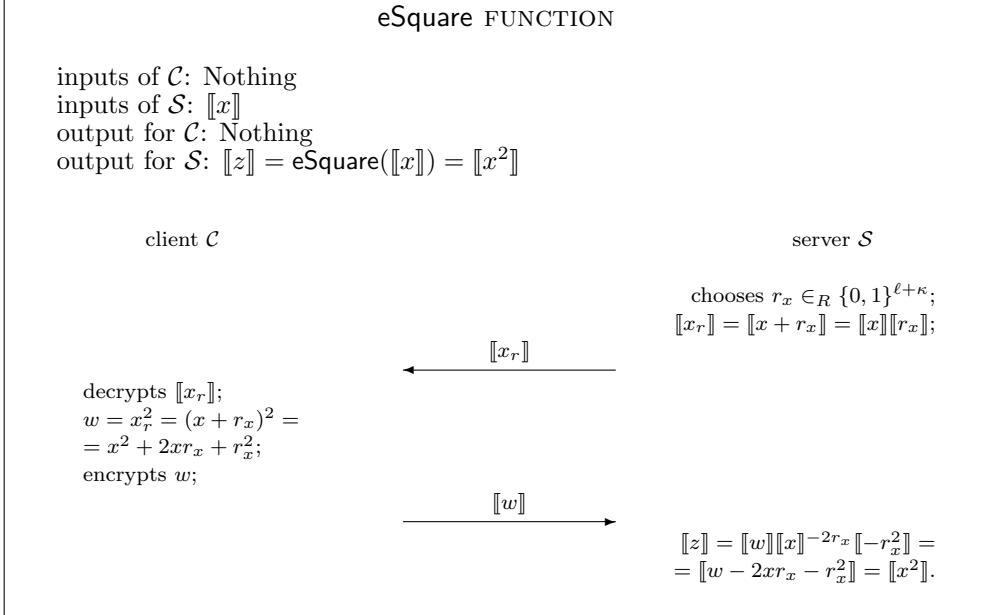 eSquare FUNCTION
inputs of 𝒞: Nothing
inputs of 𝒮: ⟦x⟧
output for 𝒞: Nothing
output for 𝒮: ⟦z⟧ = eSquare(⟦x⟧) = ⟦x²⟧
client 𝒞
server 𝒮
chooses r_x ∈_R {0, 1}^{ℓ+κ};
⟦x_r⟧ = ⟦x + r_x⟧ = ⟦x⟧⟦r_x⟧;
⟦x_r⟧
decrypts ⟦x_r⟧;
w = x_r² = (x + r_x)² =
= x² + 2xr_x + r_x²;
encrypts w;
⟦w⟧
⟦z⟧ = ⟦w⟧⟦x⟧^{−2r_x}⟦−r_x²⟧ =
= ⟦w − 2xr_x − r_x²⟧ = ⟦x²⟧.